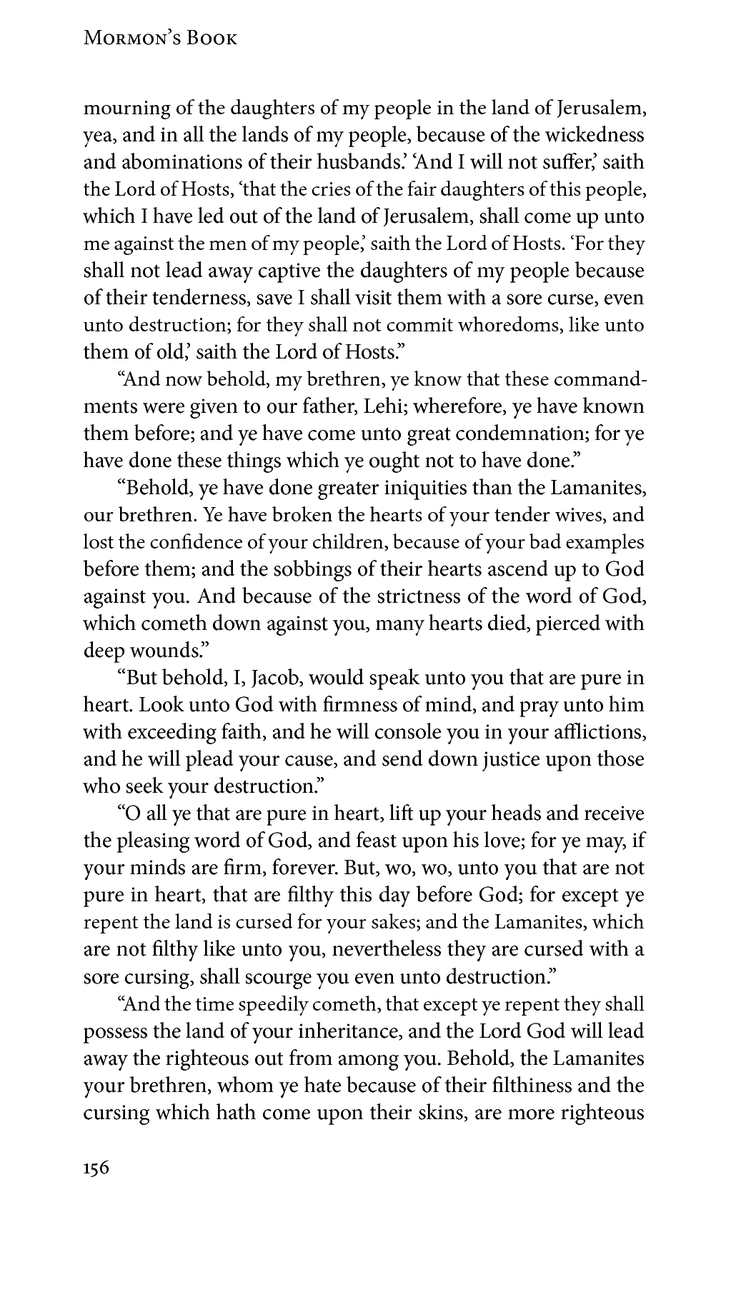 Mormon’s Book
mourning of the daughters of my people in the land of Jerusalem,
yea, and in all the lands of my people, because of the wickedness
and abominations of their husbands.’ ‘And I will not suffer,’ saith
the Lord of Hosts, ‘that the cries of the fair daughters of this people,
which I have led out of the land of Jerusalem, shall come up unto
me against the men of my people,’ saith the Lord of Hosts. ‘For they
shall not lead away captive the daughters of my people because
of their tenderness, save I shall visit them with a sore curse, even
unto destruction; for they shall not commit whoredoms, like unto
them of old,’ saith the Lord of Hosts.”
“And now behold, my brethren, ye know that these command-
ments were given to our father, Lehi; wherefore, ye have known
them before; and ye have come unto great condemnation; for ye
have done these things which ye ought not to have done.”
“Behold, ye have done greater iniquities than the Lamanites,
our brethren. Ye have broken the hearts of your tender wives, and
lost the confidence of your children, because of your bad examples
before them; and the sobbings of their hearts ascend up to God
against you. And because of the strictness of the word of God,
which cometh down against you, many hearts died, pierced with
deep wounds.”
“But behold, I, Jacob, would speak unto you that are pure in
heart. Look unto God with firmness of mind, and pray unto him
with exceeding faith, and he will console you in your afflictions,
and he will plead your cause, and send down justice upon those
who seek your destruction.”
“O all ye that are pure in heart, lift up your heads and receive
the pleasing word of God, and feast upon his love; for ye may, if
your minds are firm, forever. But, wo, wo, unto you that are not
pure in heart, that are filthy this day before God; for except ye
repent the land is cursed for your sakes; and the Lamanites, which
are not filthy like unto you, nevertheless they are cursed with a
sore cursing, shall scourge you even unto destruction.”
“And the time speedily cometh, that except ye repent they shall
possess the land of your inheritance, and the Lord God will lead
away the righteous out from among you. Behold, the Lamanites
your brethren, whom ye hate because of their filthiness and the
cursing which hath come upon their skins, are more righteous
156